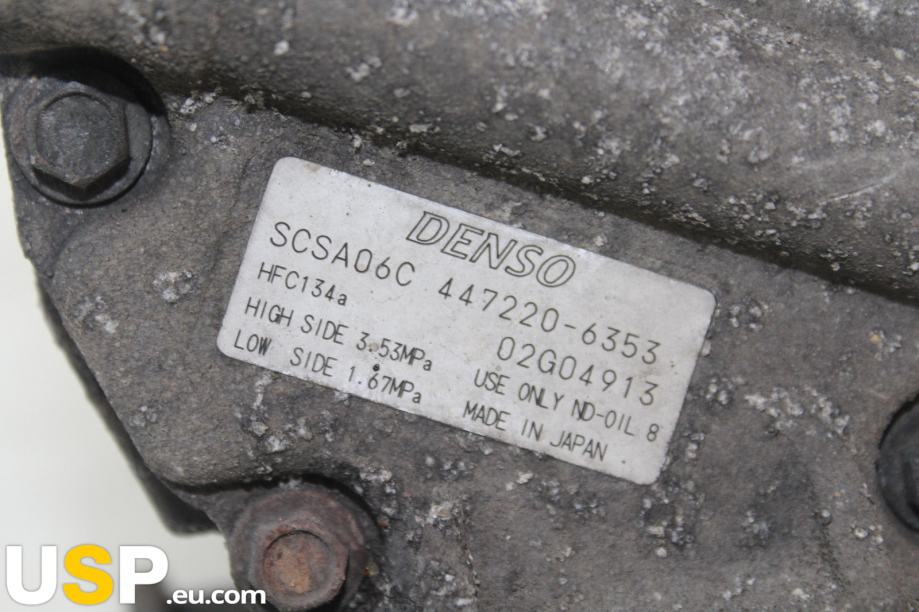 DENSO
SCSA06C 447220-6353
HFC134a 02G04913
HIGH SIDE 3.53MPa USE ONLY ND-OIL 8
LOW SIDE 1.67MPa MADE IN JAPAN
USP.eu.com